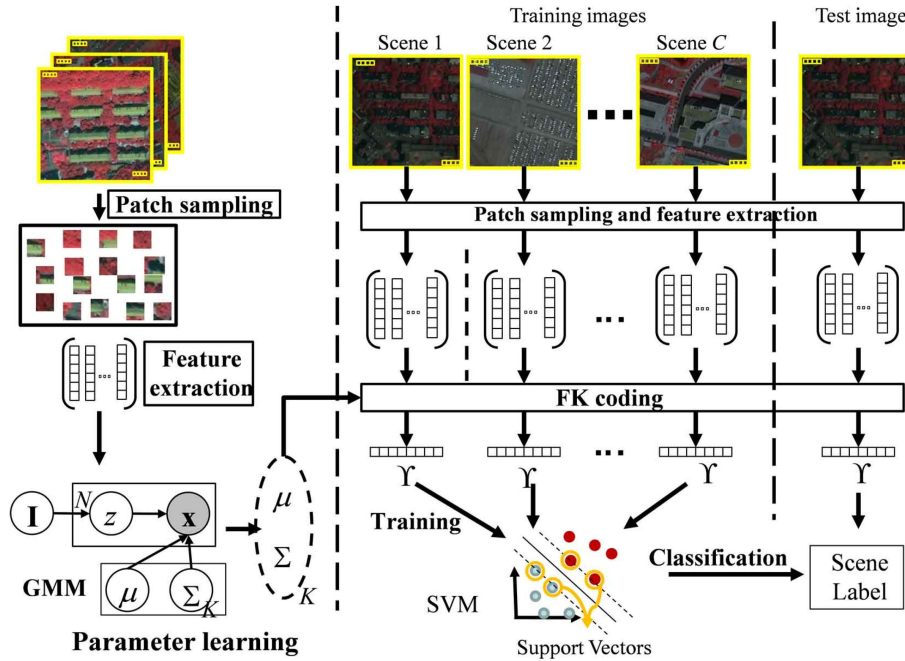 Training images
Test image
Scene 1
Scene 2
Scene C
Patch sampling
Patch sampling and feature extraction
Feature
extraction
FK coding
I
N
z
x
μ
Σ
K
GMM
μ
Σ
K
Parameter learning
ϒ
ϒ
ϒ
ϒ
Training
SVM
Support Vectors
Classification
Scene
Label